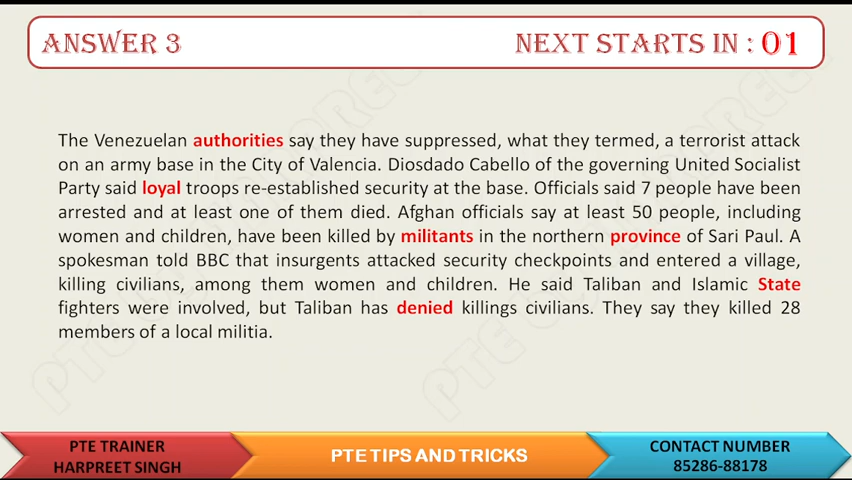 ANSWER 3
NEXT STARTS IN : 01
The Venezuelan authorities say they have suppressed, what they termed, a terrorist attack
on an army base in the City of Valencia. Diosdado Cabello of the governing United Socialist
Party said loyal troops re-established security at the base. Officials said 7 people have been
arrested and at least one of them died. Afghan officials say at least 50 people, including
women and children, have been killed by militants in the northern province of Sari Paul. A
spokesman told BBC that insurgents attacked security checkpoints and entered a village,
killing civilians, among them women and children. He said Taliban and Islamic State
fighters were involved, but Taliban has denied killings civilians. They say they killed 28
members of a local militia.
PTE TRAINER
HARPREET SINGH
PTE TIPS AND TRICKS
CONTACT NUMBER
85286-88178